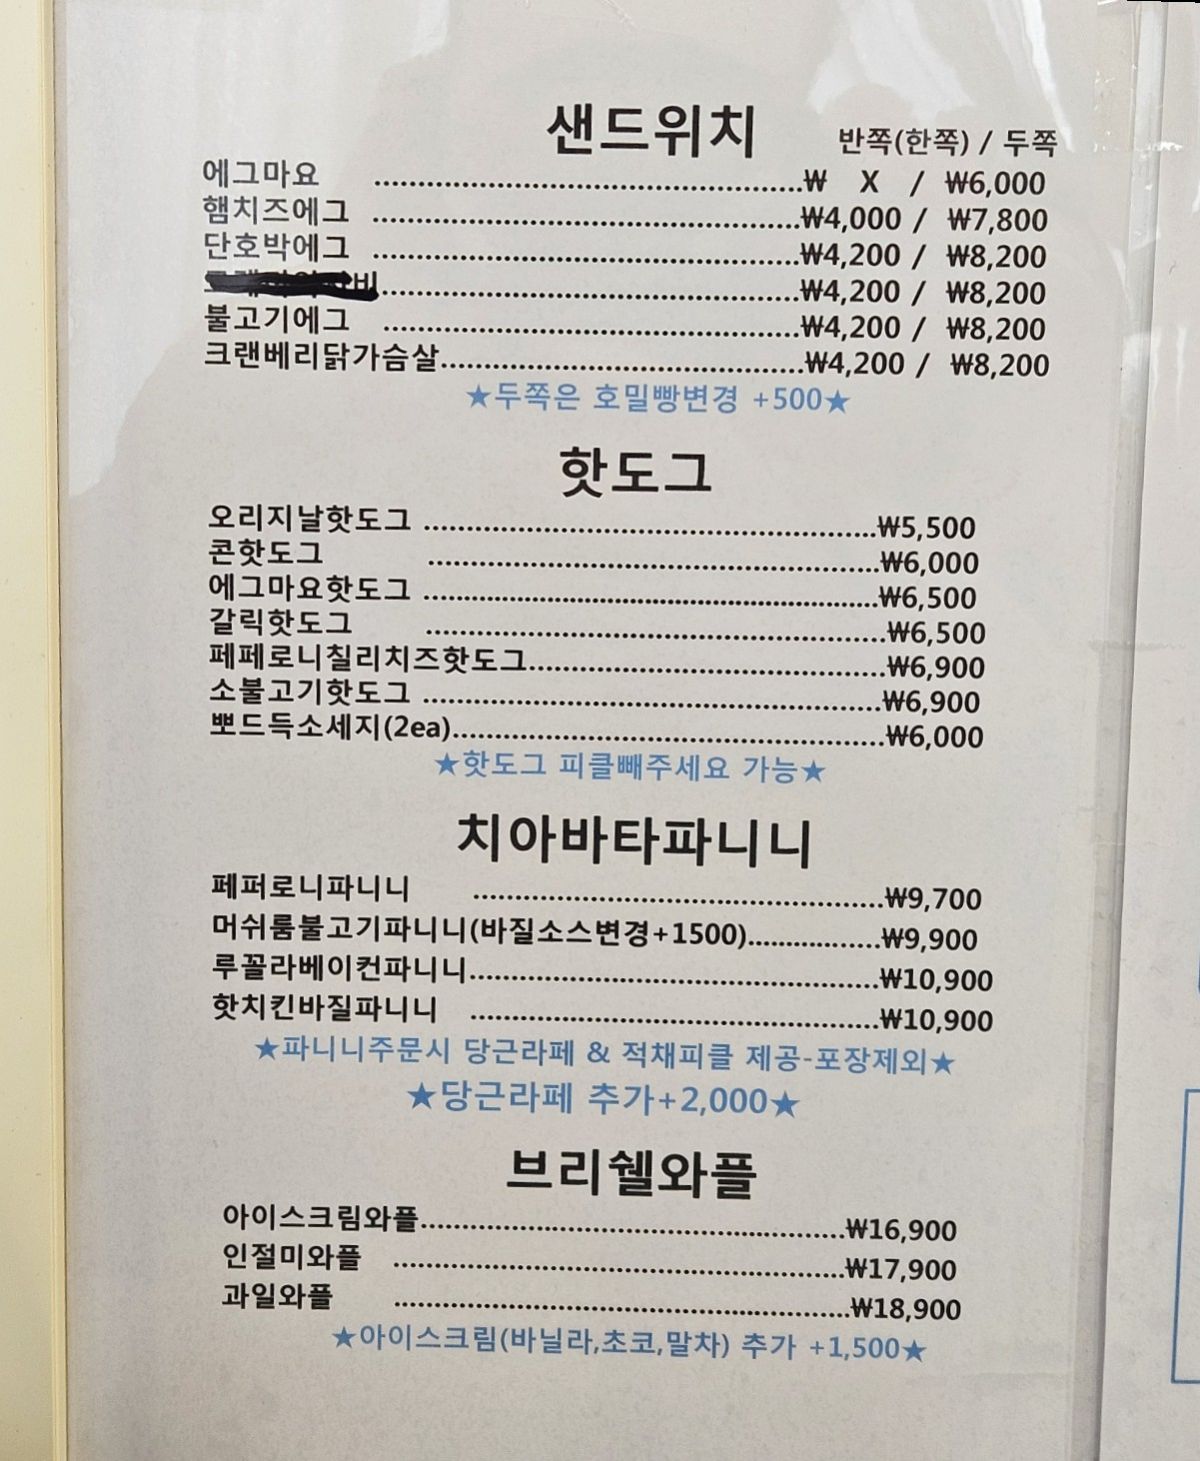 샌드위치
반쪽(한쪽) / 두쪽
에그마요 ........................................................₩ X / ₩6,000
햄치즈에그 ........................................................₩4,000 / ₩7,800
단호박에그 ........................................................₩4,200 / ₩8,200
비........................................................₩4,200 / ₩8,200
불고기에그 ........................................................₩4,200 / ₩8,200
크랜베리닭가슴살................................................₩4,200 / ₩8,200
★두쪽은 호밀빵변경 +500★
핫도그
오리지날핫도그 ........................................................₩5,500
콘핫도그 ........................................................₩6,000
에그마요핫도그 ........................................................₩6,500
갈릭핫도그 ........................................................₩6,500
페페로니칠리치즈핫도그...........................................₩6,900
소불고기핫도그 ........................................................₩6,900
뽀드득소세지(2ea)....................................................₩6,000
★핫도그 피클빼주세요 가능★
치아바타파니니
페퍼로니파니니 ..................................................₩9,700
머쉬룸불고기파니니(바질소스변경+1500)................₩9,900
루꼴라베이컨파니니..................................................₩10,900
핫치킨바질파니니 ..................................................₩10,900
★파니니주문시 당근라페 & 적채피클 제공-포장제외★
★당근라페 추가+2,000★
브리쉘와플
아이스크림와플....................................................₩16,900
인절미와플 ........................................................₩17,900
과일와플 ........................................................₩18,900
★아이스크림(바닐라,초코,말차) 추가 +1,500★